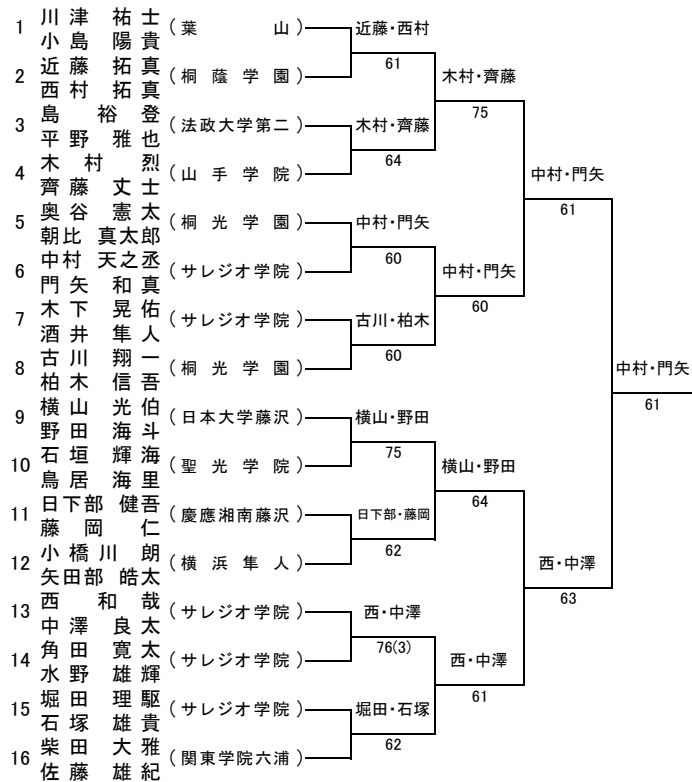 川津 祐士
1 (葉山) 近藤・西村
小島 陽貴
61
近藤 拓真
2 (桐蔭学園) 木村・齊藤
西村 拓真
75
島 裕登
3 (法政大学第二) 木村・齊藤
平野 雅也
64
木村 烈
4 (山手学院) 中村・門矢
齊藤 丈士
61
奥谷 憲太
5 (桐光学園) 中村・門矢
朝比 真太郎
60
中村 天之丞
6 (サレジオ学院) 中村・門矢
門矢 和真
60
木下 晃佑
7 (サレジオ学院) 古川・柏木
酒井 隼人
60
古川 翔一
8 (桐光学園) 中村・門矢
柏木 信吾
61
横山 光伯
9 (日本大学藤沢) 横山・野田
野田 海斗
75
石垣 輝海
10 (聖光学院) 横山・野田
鳥居 海里
64
日下部 健吾
11 (慶應湘南藤沢) 日下部・藤岡
藤岡 仁
62
小橋川 朗
12 (横浜隼人) 西・中澤
矢田部 皓太
63
西 和哉
13 (サレジオ学院) 西・中澤
中澤 良太
76(3)
角田 寛太
14 (サレジオ学院) 西・中澤
水野 雄輝
61
堀田 理駆
15 (サレジオ学院) 堀田・石塚
石塚 雄貴
62
柴田 大雅
16 (関東学院六浦)
佐藤 雄紀